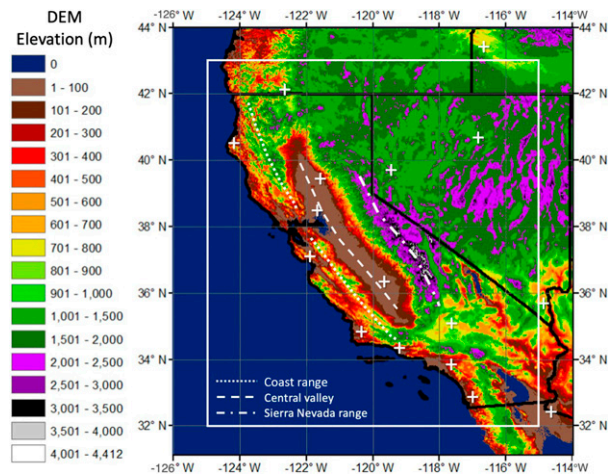 DEM
Elevation (m)
0
1 - 100
101 - 200
201 - 300
301 - 400
401 - 500
501 - 600
601 - 700
701 - 800
801 - 900
901 - 1,000
1,001 - 1,500
1,501 - 2,000
2,001 - 2,500
2,501 - 3,000
3,001 - 3,500
3,501 - 4,000
4,001 - 4,412
-126°W -124°W -122°W -120°W -118°W -116°W -114°W
44°N 44°N
42°N 42°N
40°N 40°N
38°N 38°N
36°N 36°N
34°N 34°N
32°N 32°N
Coast range
Central valley
Sierra Nevada range
-126°W -124°W -122°W -120°W -118°W -116°W -114°W